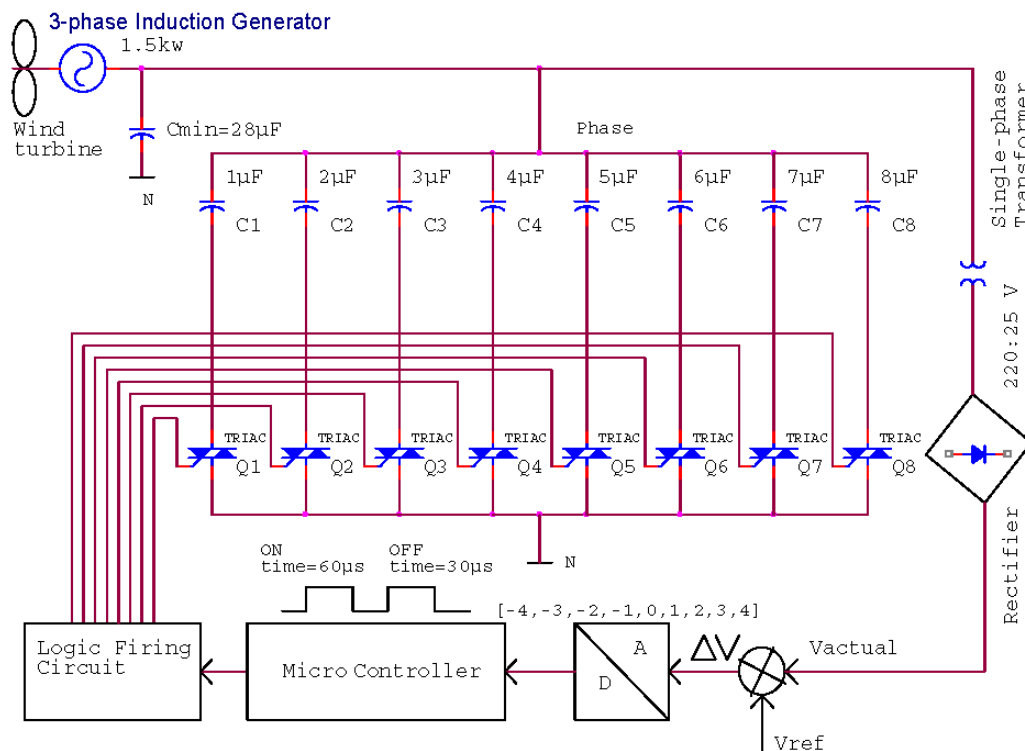 3-phase Induction Generator
1.5kw
Wind
turbine
Cmin=28µF
N
Phase
Single-phase
Transformer
1µF 2µF 3µF 4µF 5µF 6µF 7µF 8µF
C1 C2 C3 C4 C5 C6 C7 C8
220:25 V
TRIAC TRIAC TRIAC TRIAC TRIAC TRIAC TRIAC TRIAC
Q1 Q2 Q3 Q4 Q5 Q6 Q7 Q8
Rectifier
N
ON
time=60µs
OFF
time=30µs
[-4,-3,-2,-1,0,1,2,3,4]
Logic Firing
Circuit
Micro Controller
A
D
ΔV
Vactual
Vref